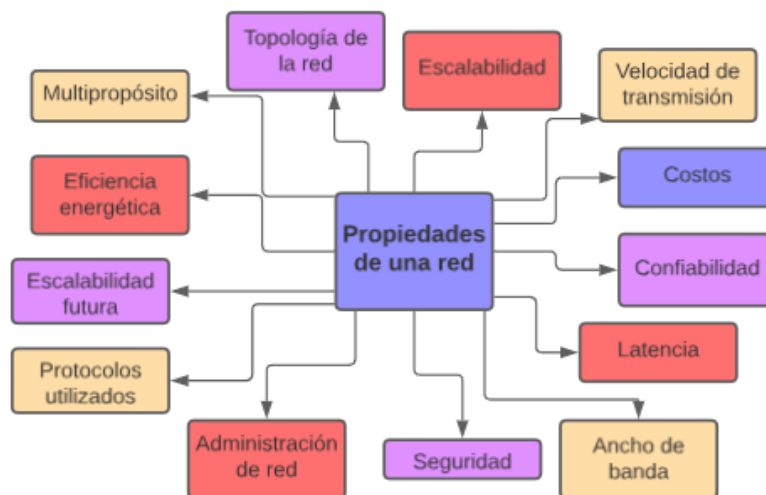 Topología de
la red
Escalabilidad
Velocidad de
transmisión
Multipropósito
Costos
Eficiencia
energética
Propiedades
de una red
Confiabilidad
Escalabilidad
futura
Latencia
Protocolos
utilizados
Administración
de red
Seguridad
Ancho de
banda